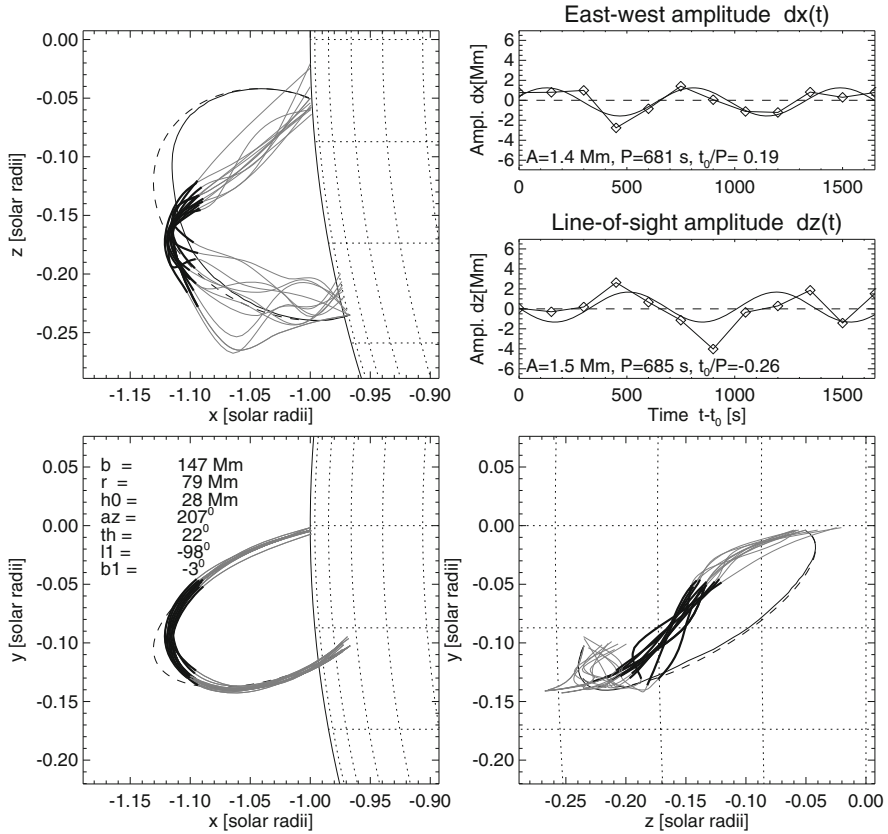 0.00
-0.05
-0.10
-0.15
-0.20
-0.25
z [solar radii]
-1.15 -1.10 -1.05 -1.00 -0.95 -0.90
x [solar radii]
East-west amplitude dx(t)
6
4
2
0
-2
-4
-6
Ampl. dx[Mm]
A=1.4 Mm, P=681 s, t₀/P= 0.19
0 500 1000 1500
Line-of-sight amplitude dz(t)
6
4
2
0
-2
-4
-6
Ampl. dz[Mm]
A=1.5 Mm, P=685 s, t₀/P=-0.26
0 500 1000 1500
Time t-t₀ [s]
0.05
0.00
-0.05
-0.10
-0.15
-0.20
y [solar radii]
b = 147 Mm
r = 79 Mm
h0 = 28 Mm
az = 207⁰
th = 22⁰
l1 = -98⁰
b1 = -3⁰
-1.15 -1.10 -1.05 -1.00 -0.95 -0.90
x [solar radii]
0.05
0.00
-0.05
-0.10
-0.15
-0.20
y [solar radii]
-0.25 -0.20 -0.15 -0.10 -0.05 0.00
z [solar radii]